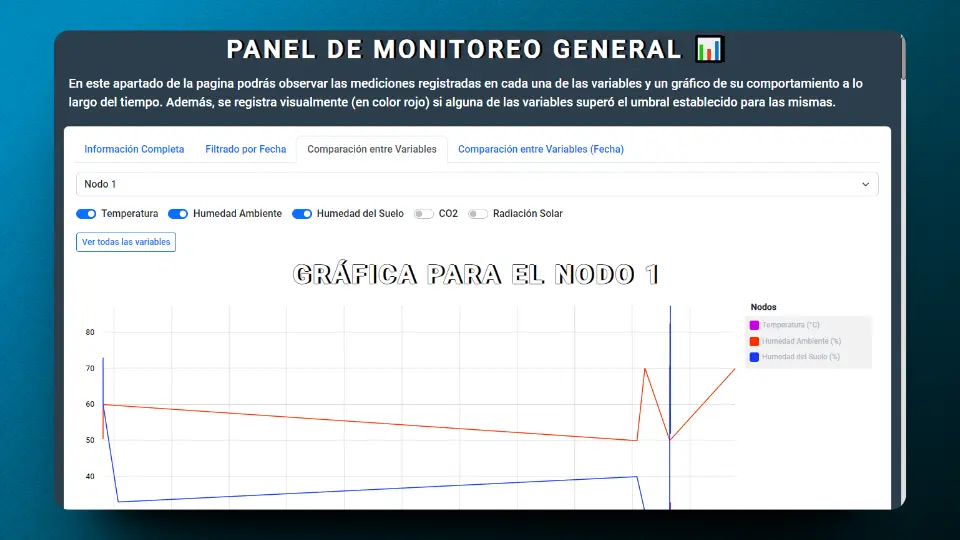 PANEL DE MONITOREO GENERAL
En este apartado de la pagina podrás observar las mediciones registradas en cada una de las variables y un gráfico de su comportamiento a lo
largo del tiempo. Además, se registra visualmente (en color rojo) si alguna de las variables superó el umbral establecido para las mismas.
Información Completa
Filtrado por Fecha
Comparación entre Variables
Comparación entre Variables (Fecha)
Nodo 1
Temperatura
Humedad Ambiente
Humedad del Suelo
CO2
Radiación Solar
Ver todas las variables
GRÁFICA PARA EL NODO 1
Nodos
Temperatura (°C)
Humedad Ambiente (%)
Humedad del Suelo (%)
80
70
60
50
40